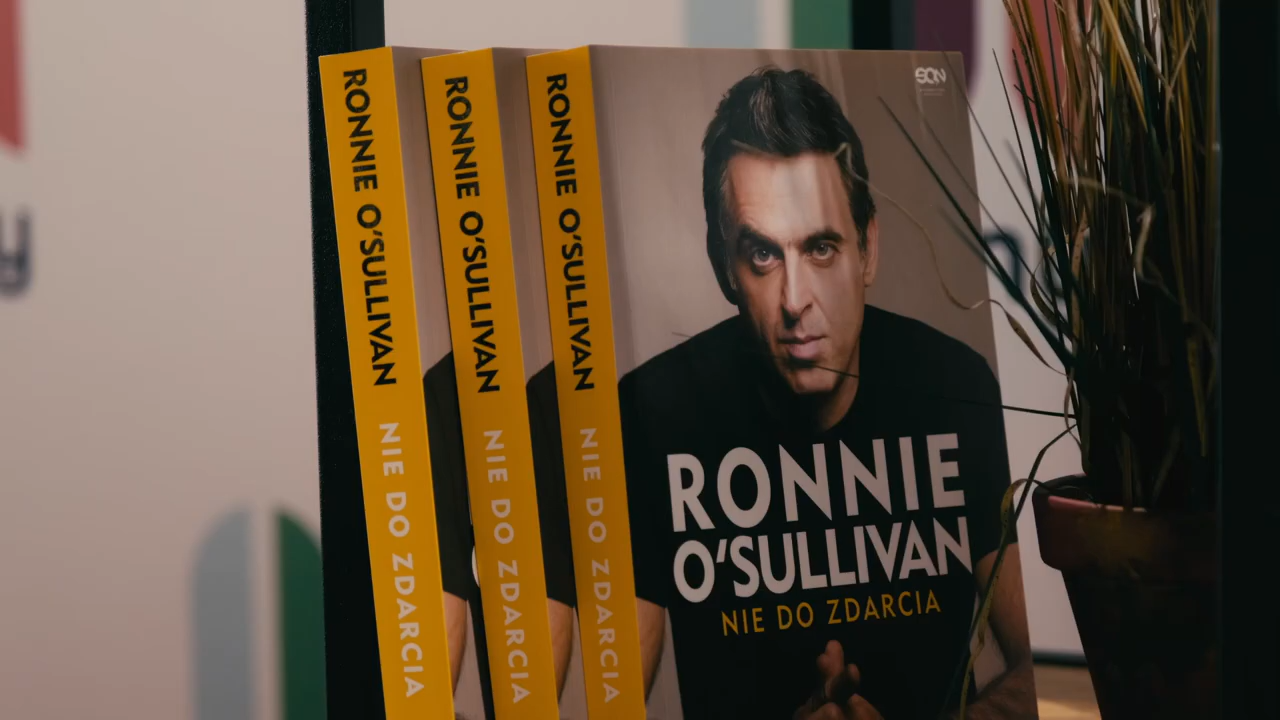 RONNIE O'SULLIVAN NIE DO ZDARCIA
RONNIE O'SULLIVAN NIE DO ZDARCIA
RONNIE O'SULLIVAN NIE DO ZDARCIA
SQN
RONNIE
O'SULLIVAN
NIE DO ZDARCIA